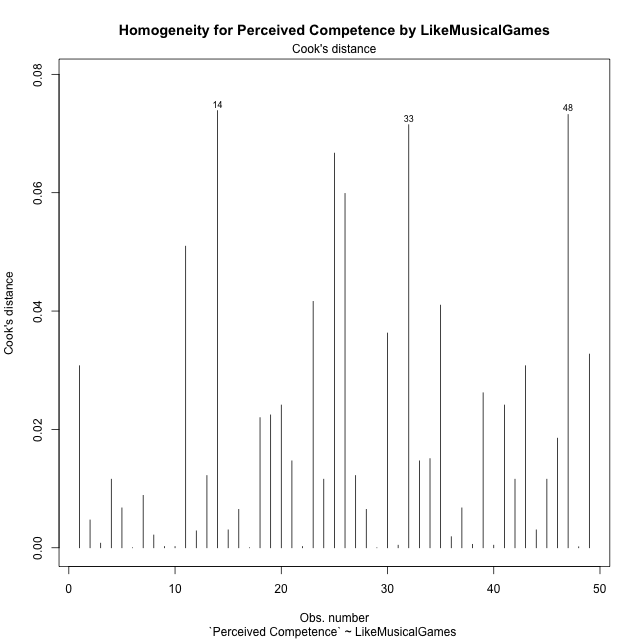 Homogeneity for Perceived Competence by LikeMusicalGames
Cook's distance
0.08
0.06
0.04
0.02
0.00
Cook's distance
14
33
48
0 10 20 30 40 50
Obs. number
`Perceived Competence` ~ LikeMusicalGames